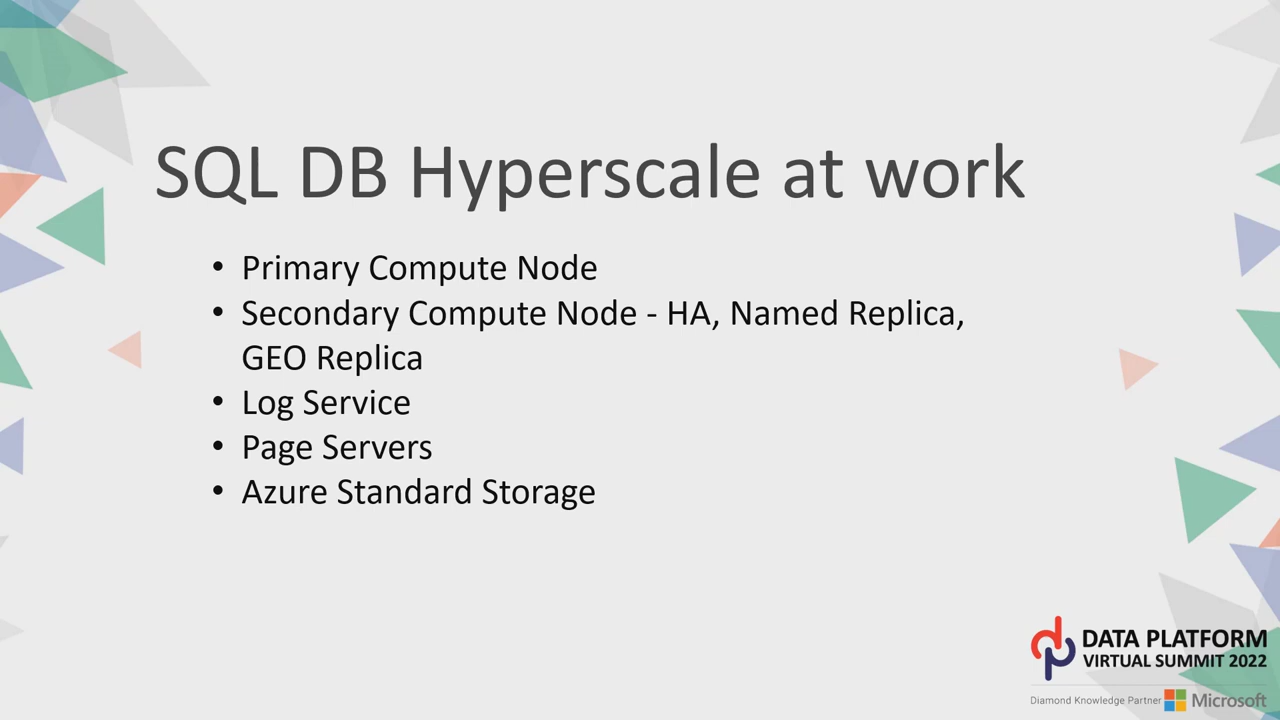 SQL DB Hyperscale at work
• Primary Compute Node
• Secondary Compute Node - HA, Named Replica,
GEO Replica
• Log Service
• Page Servers
• Azure Standard Storage
DATA PLATFORM
VIRTUAL SUMMIT 2022
Diamond Knowledge Partner Microsoft